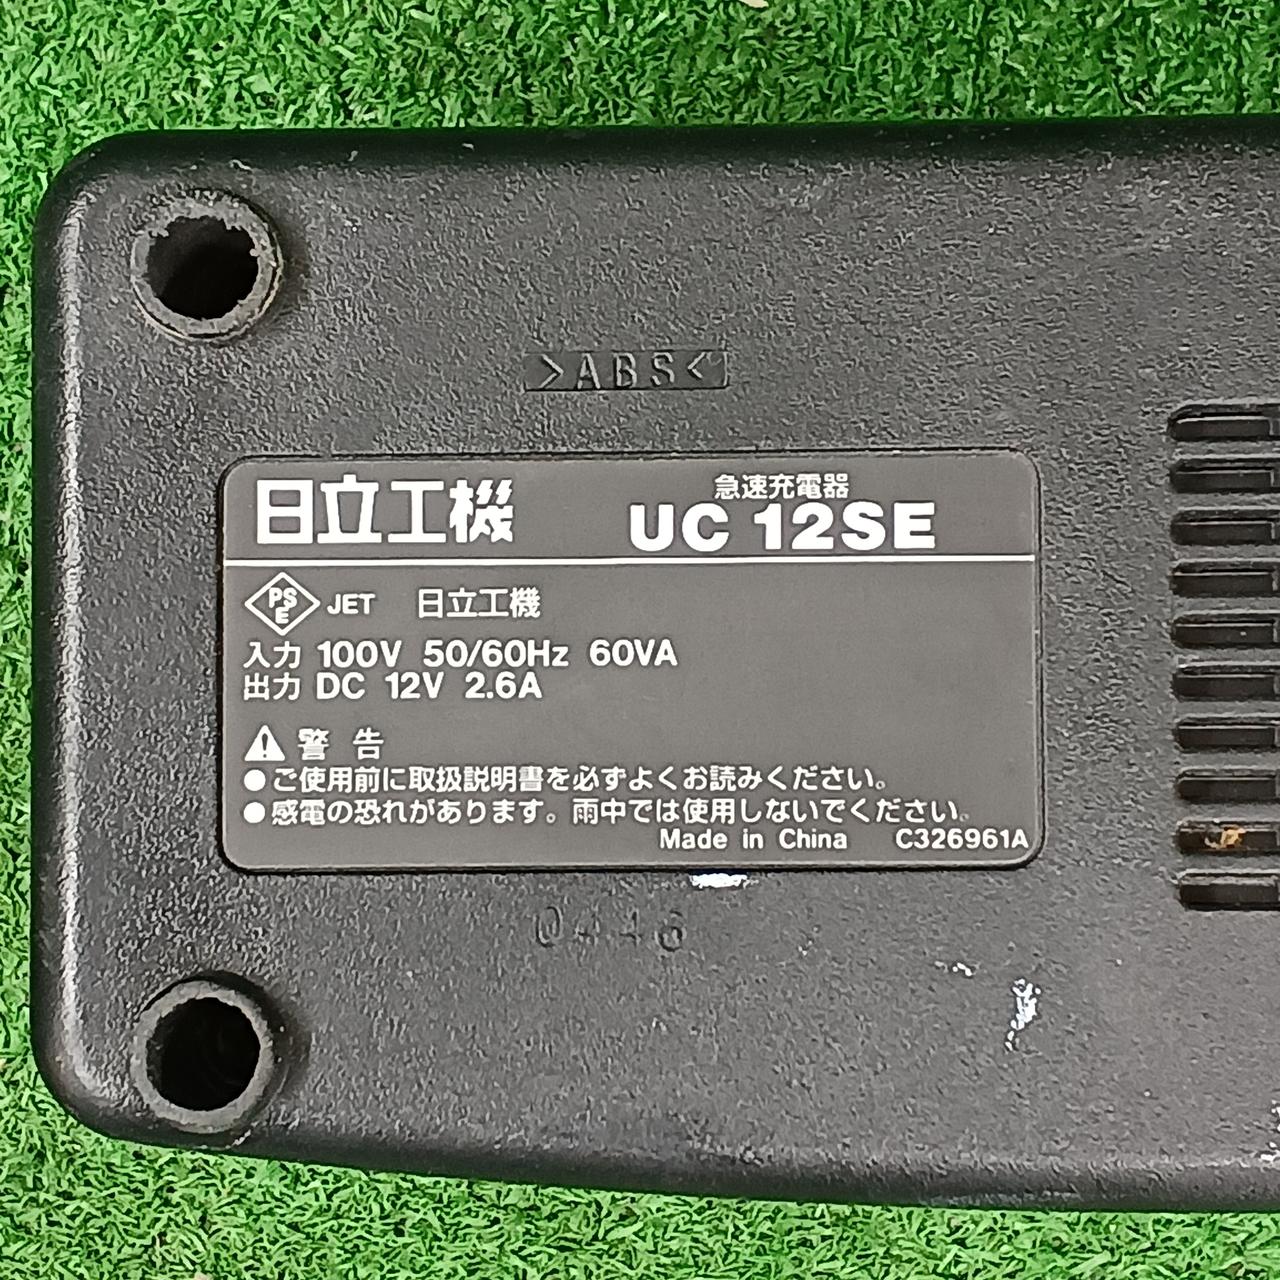 >ABS<
日立工機
急速充電器
UC 12SE
PSE JET 日立工機
入力 100V 50/60Hz 60VA
出力 DC 12V 2.6A
警告
●ご使用前に取扱説明書を必ずよくお読みください。
●感電の恐れがあります。雨中では使用しないでください。
Made in China C326961A
0446